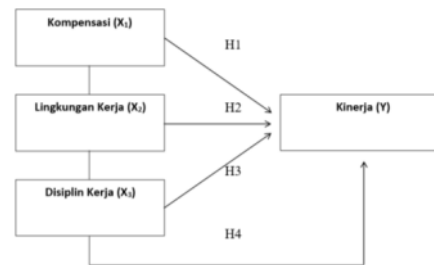 Kompensasi (X₁)
H1
Lingkungan Kerja (X₂)
H2
Kinerja (Y)
H3
Disiplin Kerja (X₃)
H4